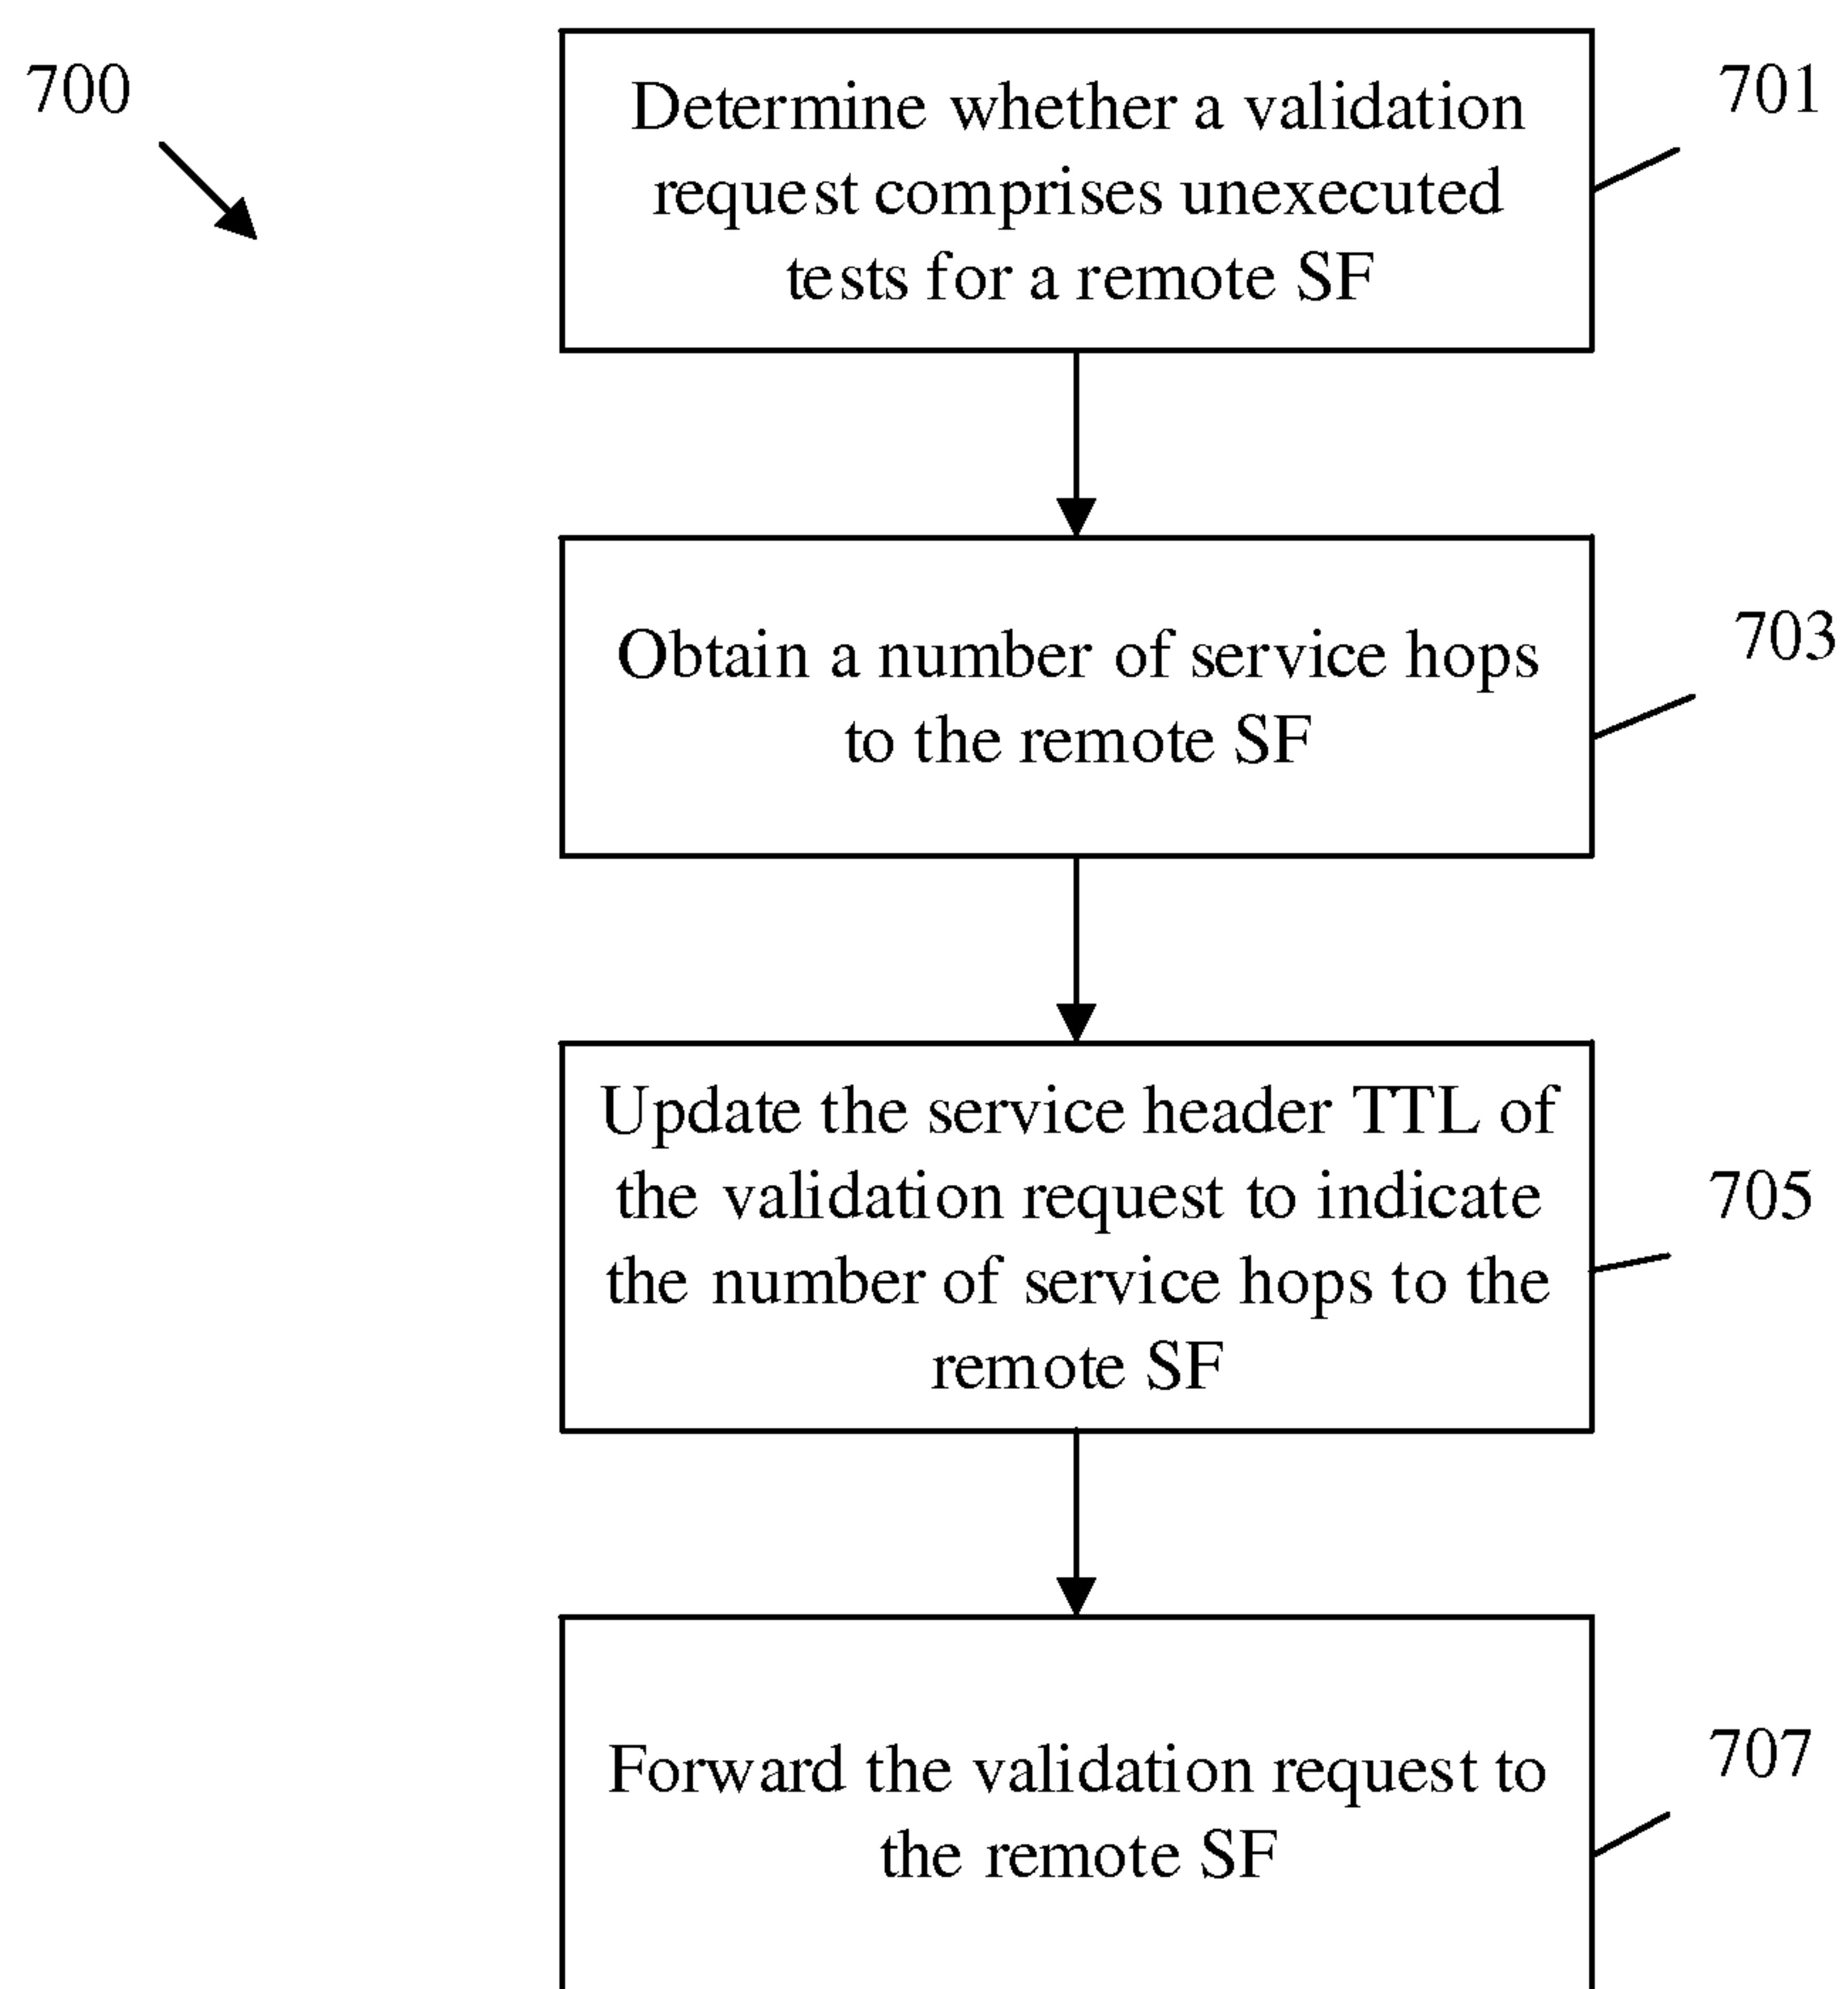 700
Determine whether a validation
request comprises unexecuted
tests for a remote SF
701
Obtain a number of service hops
to the remote SF
703
Update the service header TTL of
the validation request to indicate
the number of service hops to the
remote SF
705
Forward the validation request to
the remote SF
707